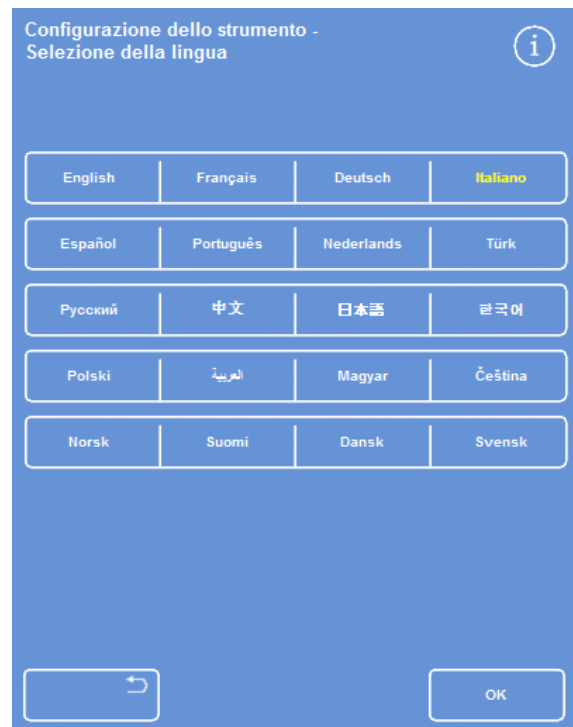 Configurazione dello strumento -
Selezione della lingua
i
English Français Deutsch Italiano
Español Português Nederlands Türk
Русский 中文 日本語 한국어
Polski العربية Magyar Čeština
Norsk Suomi Dansk Svensk
OK